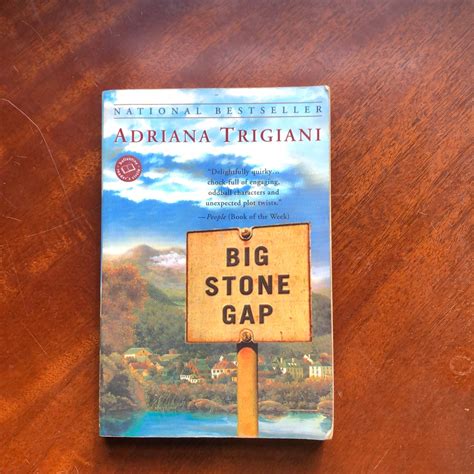 NATIONAL BESTSELLER
ADRIANA TRIGIANI
"Delightfully quirky...
chock-full of engaging,
oddball characters and
unexpected plot twists."
—People (Book of the Week)
BIG
STONE
GAP